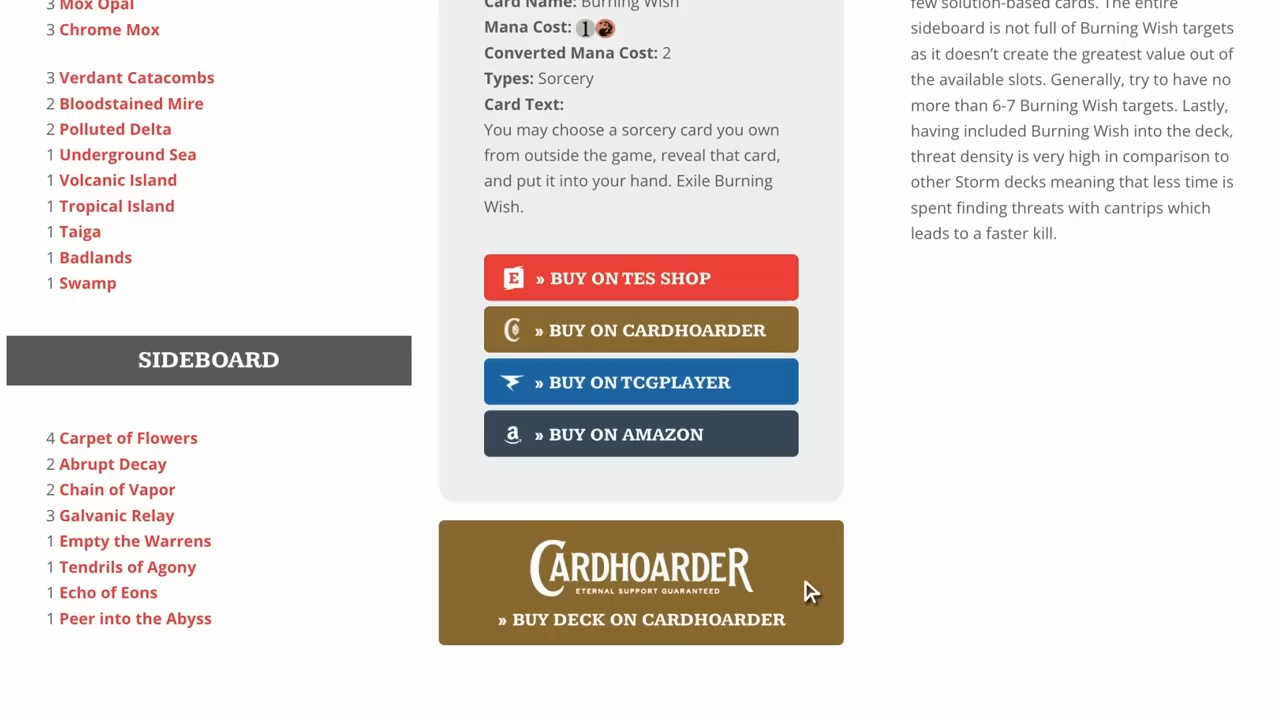 3 Mox Opal
3 Chrome Mox
3 Verdant Catacombs
2 Bloodstained Mire
2 Polluted Delta
1 Underground Sea
1 Volcanic Island
1 Tropical Island
1 Taiga
1 Badlands
1 Swamp
SIDEBOARD
4 Carpet of Flowers
2 Abrupt Decay
2 Chain of Vapor
3 Galvanic Relay
1 Empty the Warrens
1 Tendrils of Agony
1 Echo of Eons
1 Peer into the Abyss
Card Name: Burning Wish
Mana Cost: 1
Converted Mana Cost: 2
Types: Sorcery
Card Text:
You may choose a sorcery card you own
from outside the game, reveal that card,
and put it into your hand. Exile Burning
Wish.
E » BUY ON TES SHOP
C » BUY ON CARDHOARDER
» BUY ON TCGPLAYER
a » BUY ON AMAZON
CARDHOARDER
ETERNAL SUPPORT GUARANTEED
» BUY DECK ON CARDHOARDER
few solution-based cards. The entire
sideboard is not full of Burning Wish targets
as it doesn’t create the greatest value out of
the available slots. Generally, try to have no
more than 6-7 Burning Wish targets. Lastly,
having included Burning Wish into the deck,
threat density is very high in comparison to
other Storm decks meaning that less time is
spent finding threats with cantrips which
leads to a faster kill.